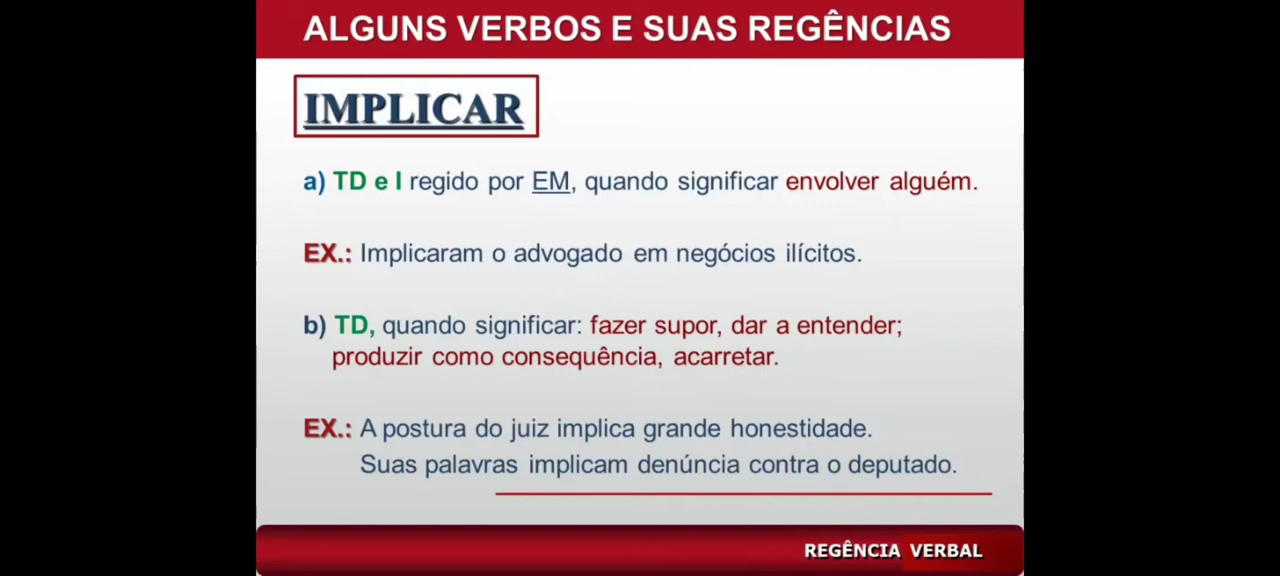 ALGUNS VERBOS E SUAS REGÊNCIAS
IMPLICAR
a) TD e I regido por EM, quando significar envolver alguém.
EX.: Implicaram o advogado em negócios ilícitos.
b) TD, quando significar: fazer supor, dar a entender;
produzir como consequência, acarretar.
EX.: A postura do juiz implica grande honestidade.
Suas palavras implicam denúncia contra o deputado.
REGÊNCIA VERBAL